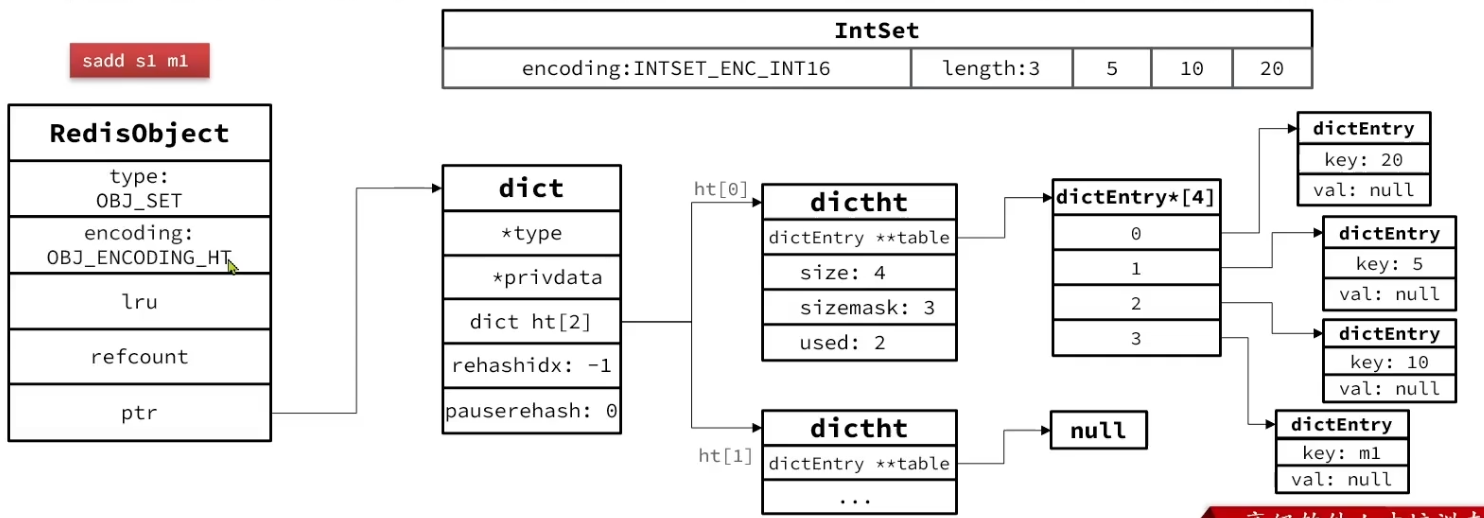 sadd s1 m1
IntSet
encoding:INTSET_ENC_INT16
length:3
5
10
20
RedisObject
type:
OBJ_SET
encoding:
OBJ_ENCODING_HT
lru
refcount
ptr
dict
*type
*privdata
dict ht[2]
rehashidx: -1
pauserehash: 0
ht[0]
dictht
dictEntry **table
size: 4
sizemask: 3
used: 2
ht[1]
dictht
dictEntry **table
...
dictEntry*[4]
0
1
2
3
null
dictEntry
key: 20
val: null
dictEntry
key: 5
val: null
dictEntry
key: 10
val: null
dictEntry
key: m1
val: null